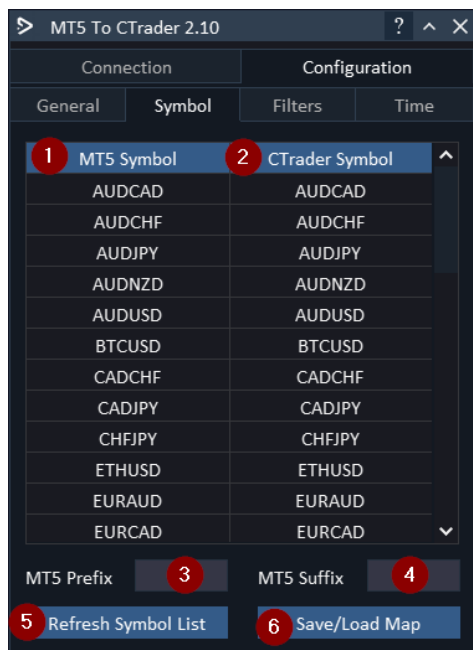 MT5 To CTrader 2.10 ?
Connection Configuration
General Symbol Filters Time
1 MT5 Symbol 2 CTrader Symbol
AUDCAD AUDCAD
AUDCHF AUDCHF
AUDJPY AUDJPY
AUDNZD AUDNZD
AUDUSD AUDUSD
BTCUSD BTCUSD
CADCHF CADCHF
CADJPY CADJPY
CHFJPY CHFJPY
ETHUSD ETHUSD
EURAUD EURAUD
EURCAD EURCAD
MT5 Prefix 3 MT5 Suffix 4
5 Refresh Symbol List 6 Save/Load Map